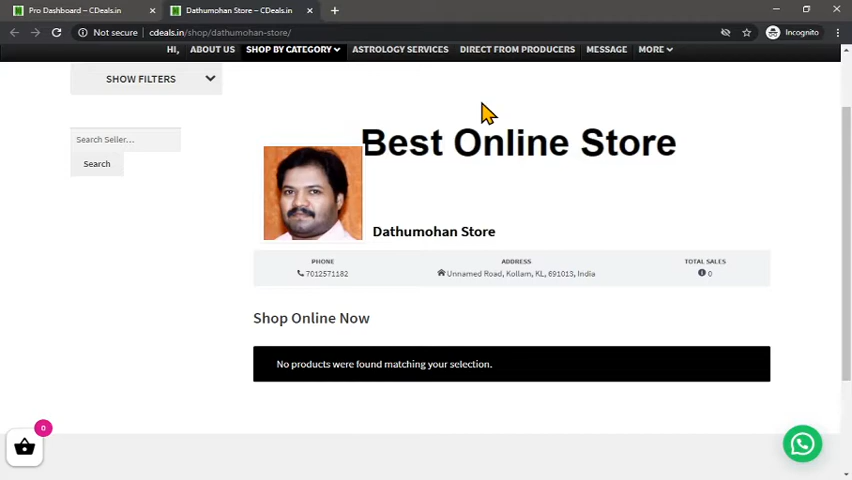 Pro Dashboard – CDeals.in
Dathumohan Store – CDeals.in
Not secure
cdeals.in/shop/dathumohan-store/
Incognito
HI,
ABOUT US
SHOP BY CATEGORY
ASTROLOGY SERVICES
DIRECT FROM PRODUCERS
MESSAGE
MORE
SHOW FILTERS
Search Seller...
Search
Best Online Store
Dathumohan Store
PHONE
7012571182
ADDRESS
Unnamed Road, Kollam, KL, 691013, India
TOTAL SALES
0
Shop Online Now
No products were found matching your selection.
0